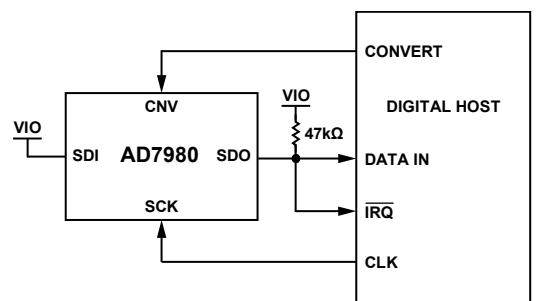 CONVERT
VIO
CNV
VIO
DIGITAL HOST
47kΩ
SDI
AD7980
SDO
DATA IN
SCK
IRQ
CLK